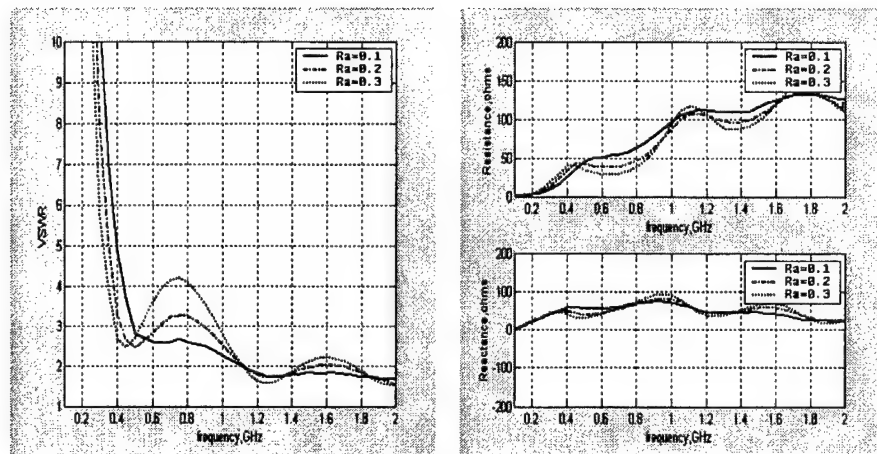 10
9
8
7
6
5
4
3
2
1
VSWR
Ra=0.1
Ra=0.2
Ra=0.3
0.2 0.4 0.6 0.8 1 1.2 1.4 1.6 1.8 2
frequency,GHz
200
150
100
50
0
Resistance,ohms
Ra=0.1
Ra=0.2
Ra=0.3
0.2 0.4 0.6 0.8 1 1.2 1.4 1.6 1.8 2
frequency,GHz
200
100
0
-100
-200
Reactance,ohms
Ra=0.1
Ra=0.2
Ra=0.3
0.2 0.4 0.6 0.8 1 1.2 1.4 1.6 1.8 2
frequency,GHz